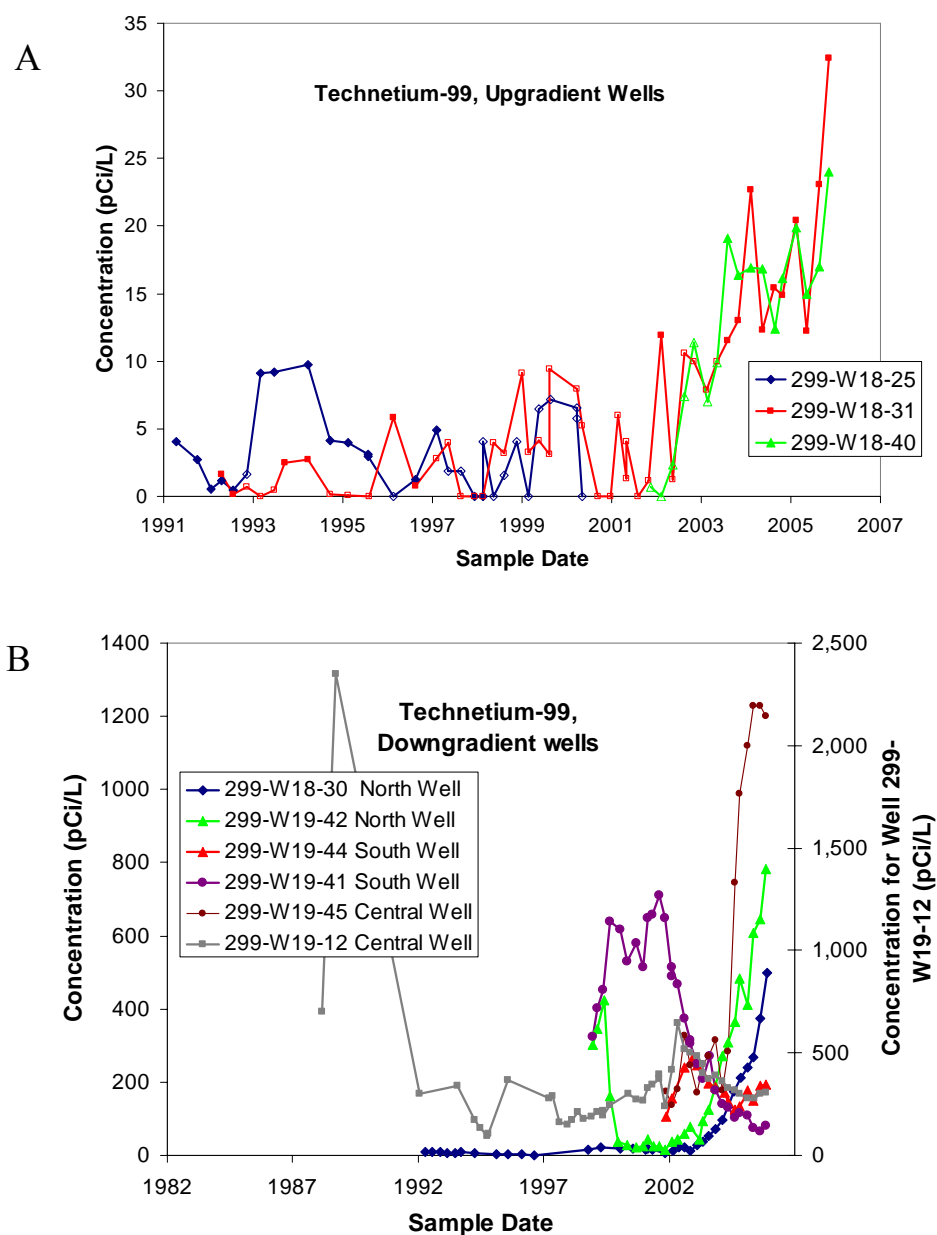 A
Technetium-99, Upgradient Wells
Concentration (pCi/L)
35
30
25
20
15
10
5
0
299-W18-25
299-W18-31
299-W18-40
1991 1993 1995 1997 1999 2001 2003 2005 2007
Sample Date
B
Technetium-99,
Downgradient wells
Concentration (pCi/L)
1400
1200
1000
800
600
400
200
0
299-W18-30 North Well
299-W19-42 North Well
299-W19-44 South Well
299-W19-41 South Well
299-W19-45 Central Well
299-W19-12 Central Well
2,500
2,000
1,500
1,000
500
0
Concentration for Well 299-
W19-12 (pCi/L)
1982 1987 1992 1997 2002
Sample Date